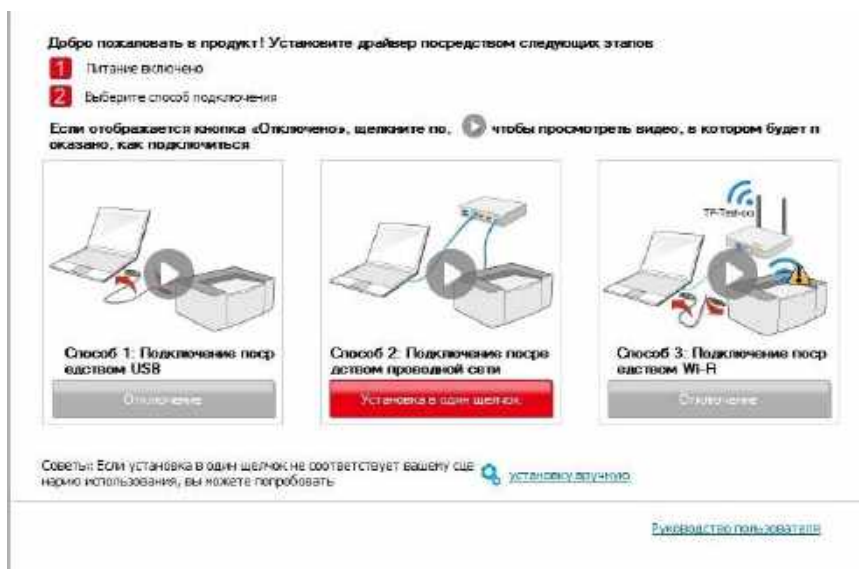 Добро пожаловать в продукт! Установите драйвер посредством следующих этапов
1 Питание включено
2 Выберите способ подключения
Если отображается кнопка «Отключено», щелкните по, чтобы просмотреть видео, в котором будет п
оказано, как подключиться
TP-Test-
Способ 1: Подключение поср
едством USB
Отключение
Способ 2: Подключение посре
дством проводной сети
Установка в один щелчок
Способ 3: Подключение поср
едством Wi-Fi
Отключение
Советы: Если установка в один щелчок не соответствует вашему сце
нарию использования, вы можете попробовать
установку вручную
Руководство пользователя